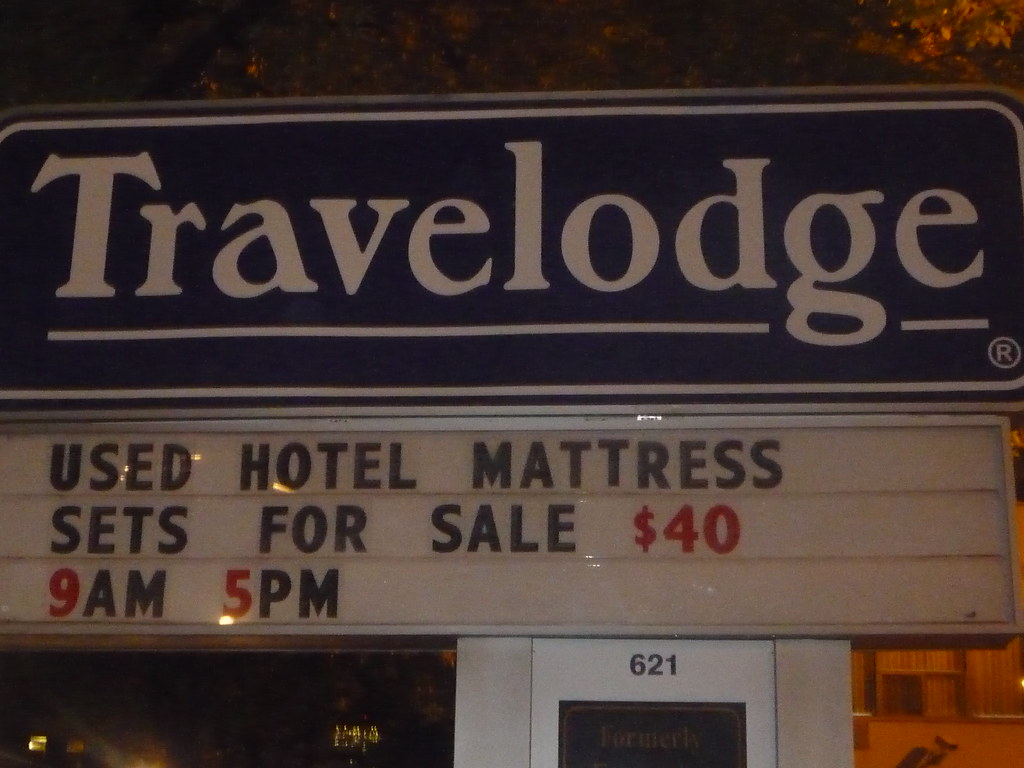 Travelodge
®
USED HOTEL MATTRESS
SETS FOR SALE $40
9AM 5PM
621
Formerly